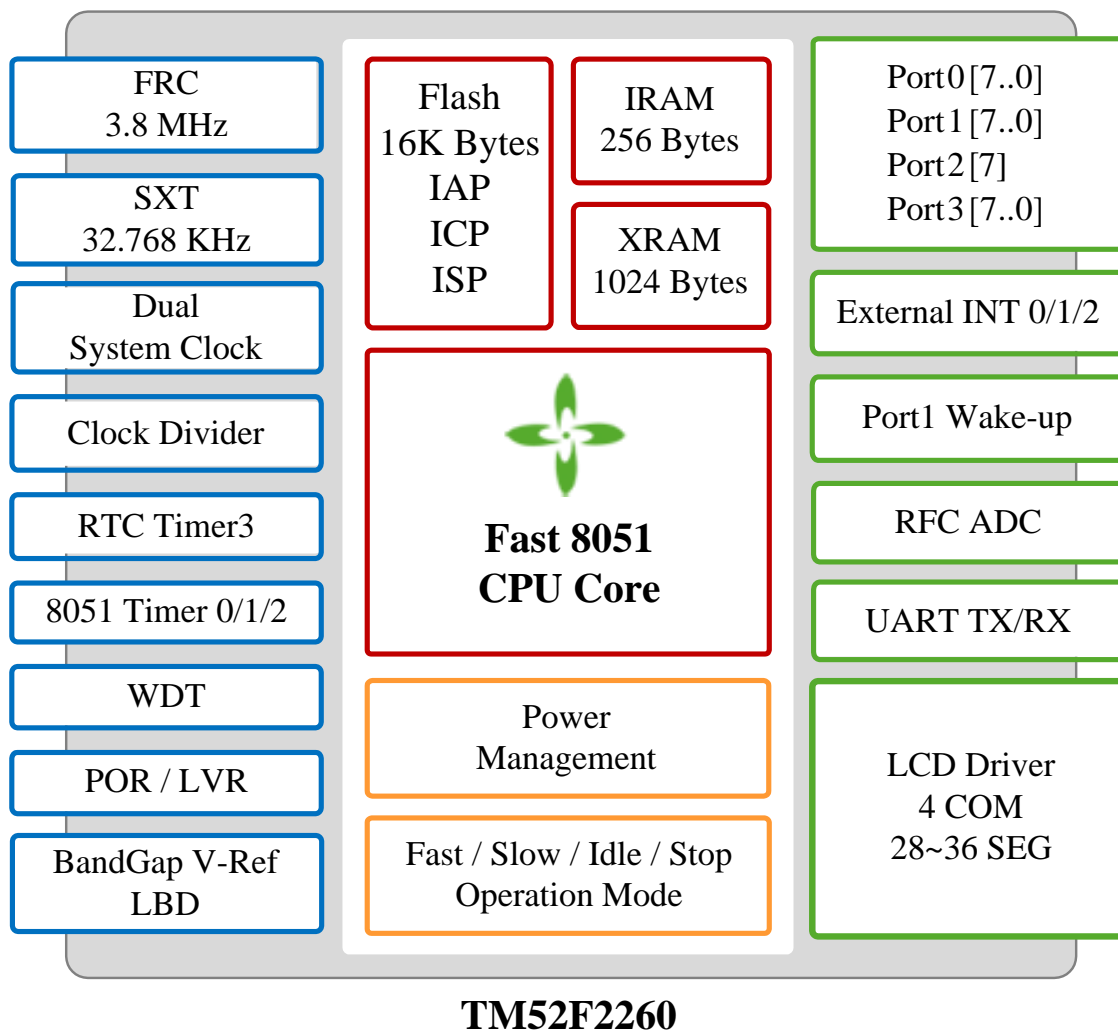 FRC
3.8 MHz
SXT
32.768 KHz
Dual
System Clock
Clock Divider
RTC Timer3
8051 Timer 0/1/2
WDT
POR / LVR
BandGap V-Ref
LBD
Flash
16K Bytes
IAP
ICP
ISP
IRAM
256 Bytes
XRAM
1024 Bytes
Fast 8051
CPU Core
Power
Management
Fast / Slow / Idle / Stop
Operation Mode
Port0[7..0]
Port1[7..0]
Port2[7]
Port3[7..0]
External INT 0/1/2
Port1 Wake-up
RFC ADC
UART TX/RX
LCD Driver
4 COM
28~36 SEG
TM52F2260